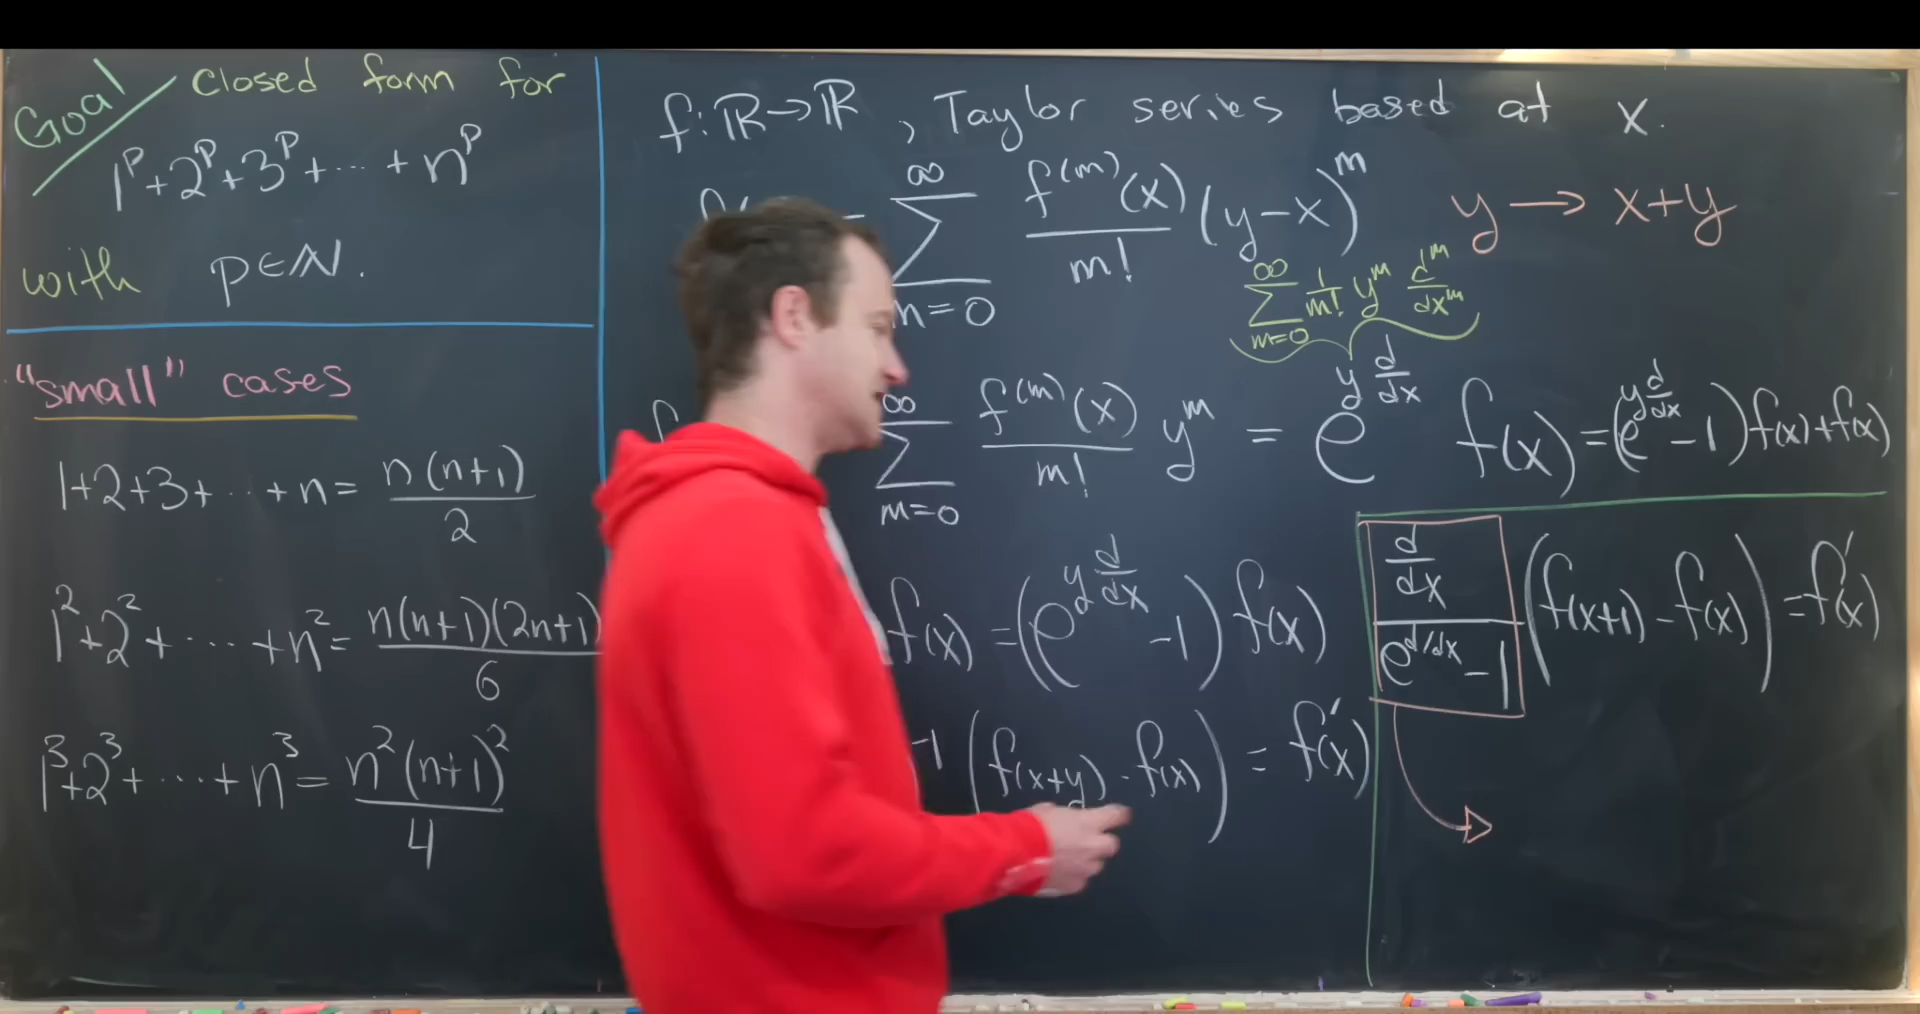 Goal closed form for
1^p + 2^p + 3^p + ⋯ + n^p
with p ∈ ℕ.
"small" cases
1+2+3+ ⋯ +n = n(n+1)/2
1^2 + 2^2 + ⋯ + n^2 = n(n+1)(2n+1)/6
1^3 + 2^3 + ⋯ + n^3 = n^2(n+1)^2/4
f: ℝ → ℝ, Taylor series based at x.
∑_{m=0}^{∞} f^{(m)}(x)/m! (y-x)^m y → x+y
∑_{m=0}^{∞} 1/m! y^m d^m/dx^m
∑_{m=0}^{∞} f^{(m)}(x)/m! y^m = e^{y d/dx} f(x) = (e^{y d/dx} - 1) f(x) + f(x)
f(x) = (e^{y d/dx} - 1) f(x)
^{-1} (f(x+y) - f(x)) = f'(x)
(d/dx)/(e^{d/dx} - 1) (f(x+1) - f(x)) = f'(x)